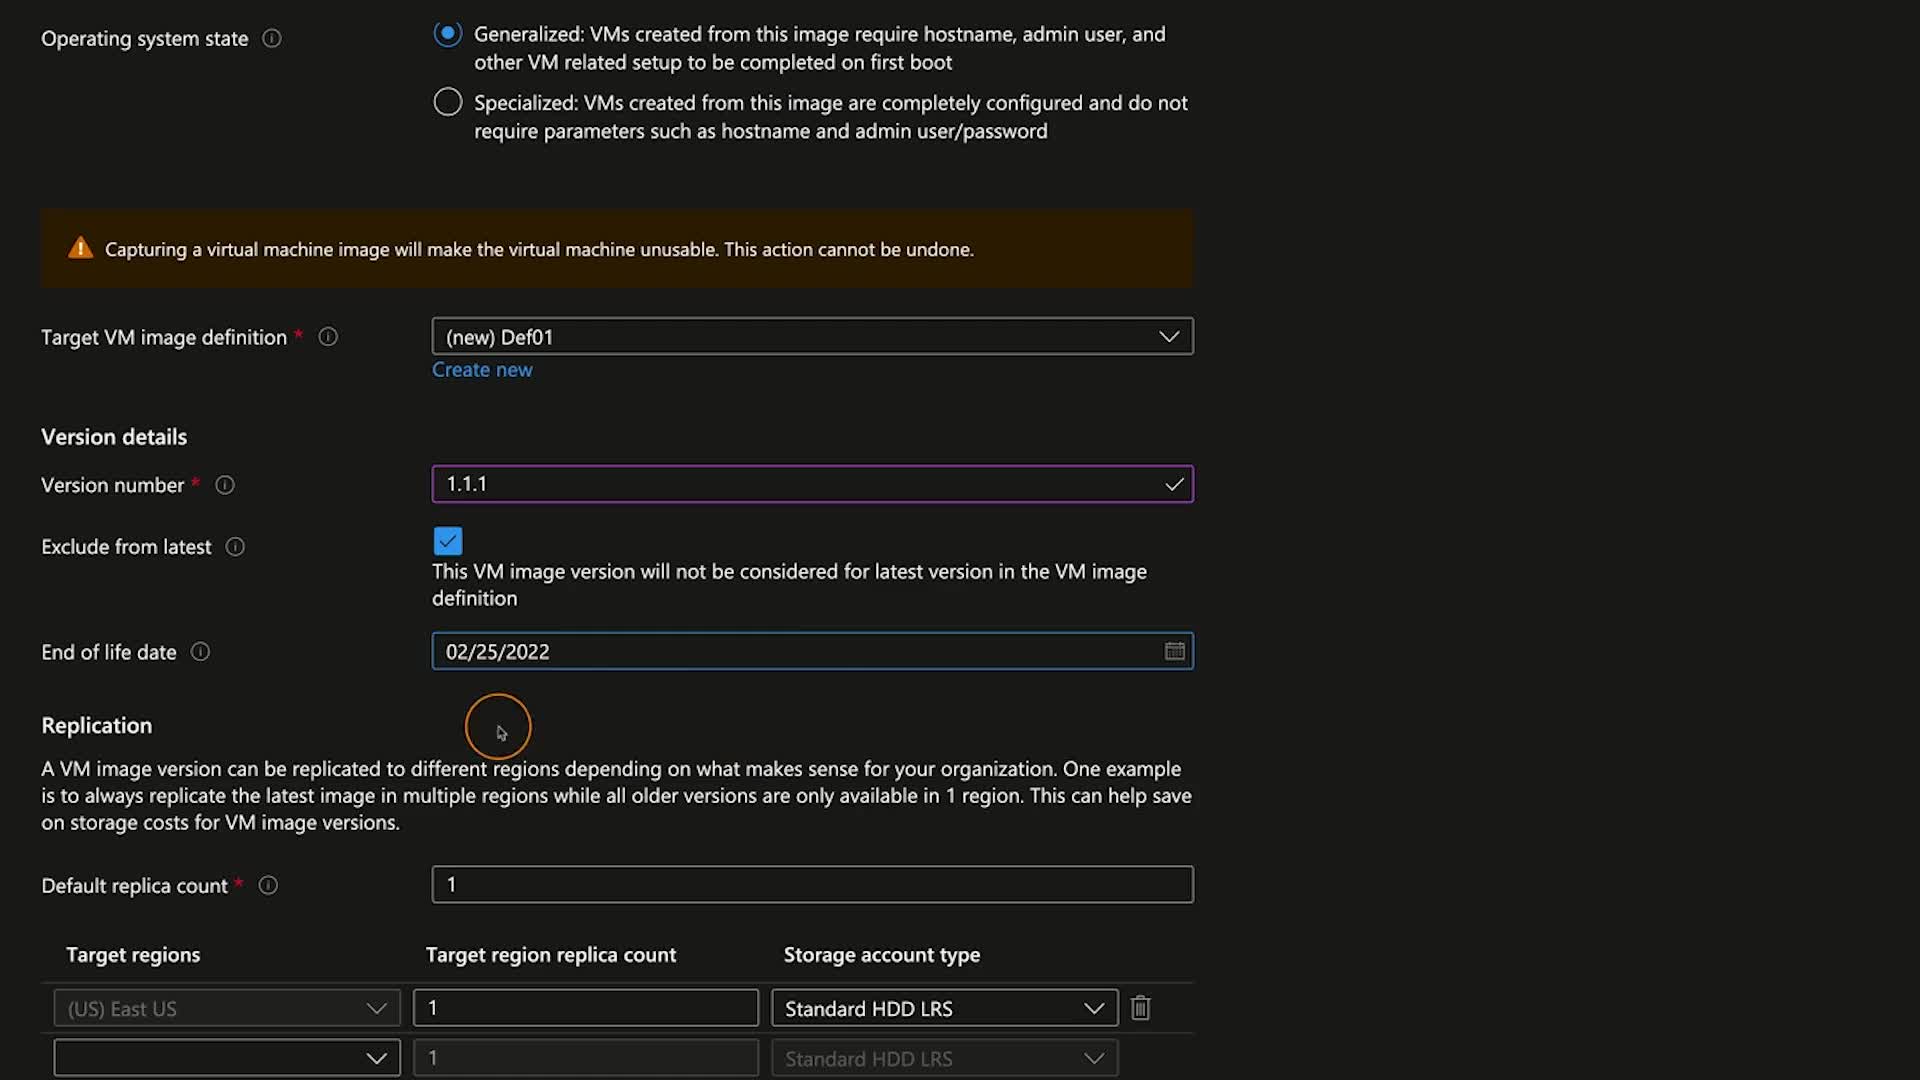 Operating system state
Generalized: VMs created from this image require hostname, admin user, and
other VM related setup to be completed on first boot
Specialized: VMs created from this image are completely configured and do not
require parameters such as hostname and admin user/password
Capturing a virtual machine image will make the virtual machine unusable. This action cannot be undone.
Target VM image definition *
(new) Def01
Create new
Version details
Version number *
1.1.1
Exclude from latest
This VM image version will not be considered for latest version in the VM image
definition
End of life date
02/25/2022
Replication
A VM image version can be replicated to different regions depending on what makes sense for your organization. One example
is to always replicate the latest image in multiple regions while all older versions are only available in 1 region. This can help save
on storage costs for VM image versions.
Default replica count *
1
Target regions Target region replica count Storage account type
(US) East US 1 Standard HDD LRS
1 Standard HDD LRS